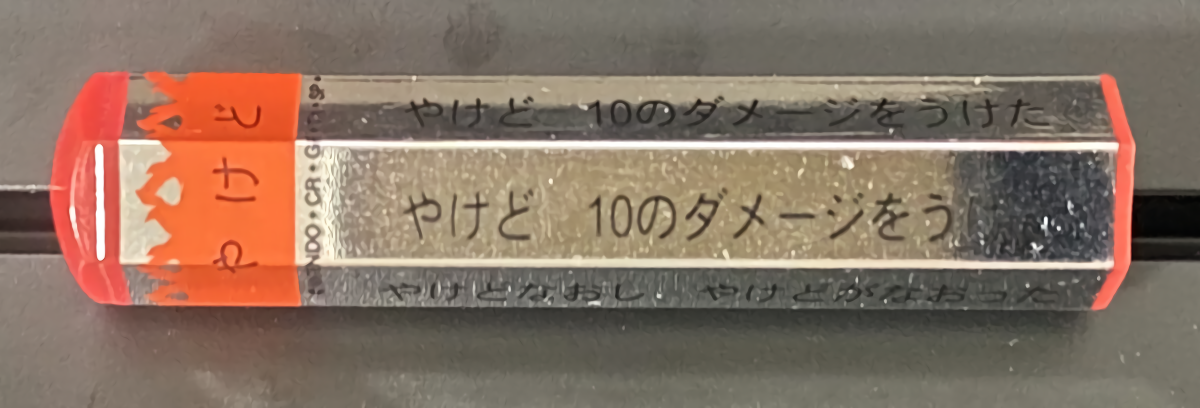 やけど
NDO・CR・G
やけど 10のダメージをうけた
やけど 10のダメージをう
やけどなおし やけどがなおった